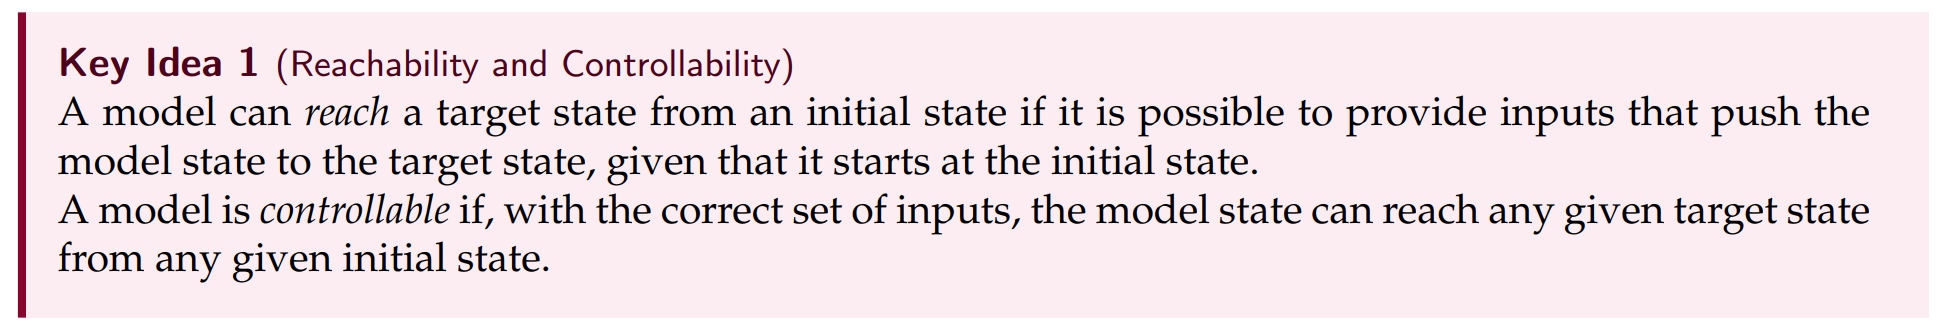 Key Idea 1 (Reachability and Controllability)
A model can reach a target state from an initial state if it is possible to provide inputs that push the
model state to the target state, given that it starts at the initial state.
A model is controllable if, with the correct set of inputs, the model state can reach any given target state
from any given initial state.